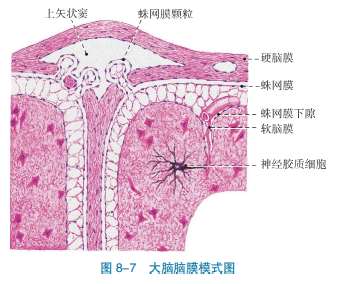 上矢状窦 蛛网膜颗粒
硬脑膜
蛛网膜
蛛网膜下隙
软脑膜
神经胶质细胞
图 8-7 大脑脑膜模式图